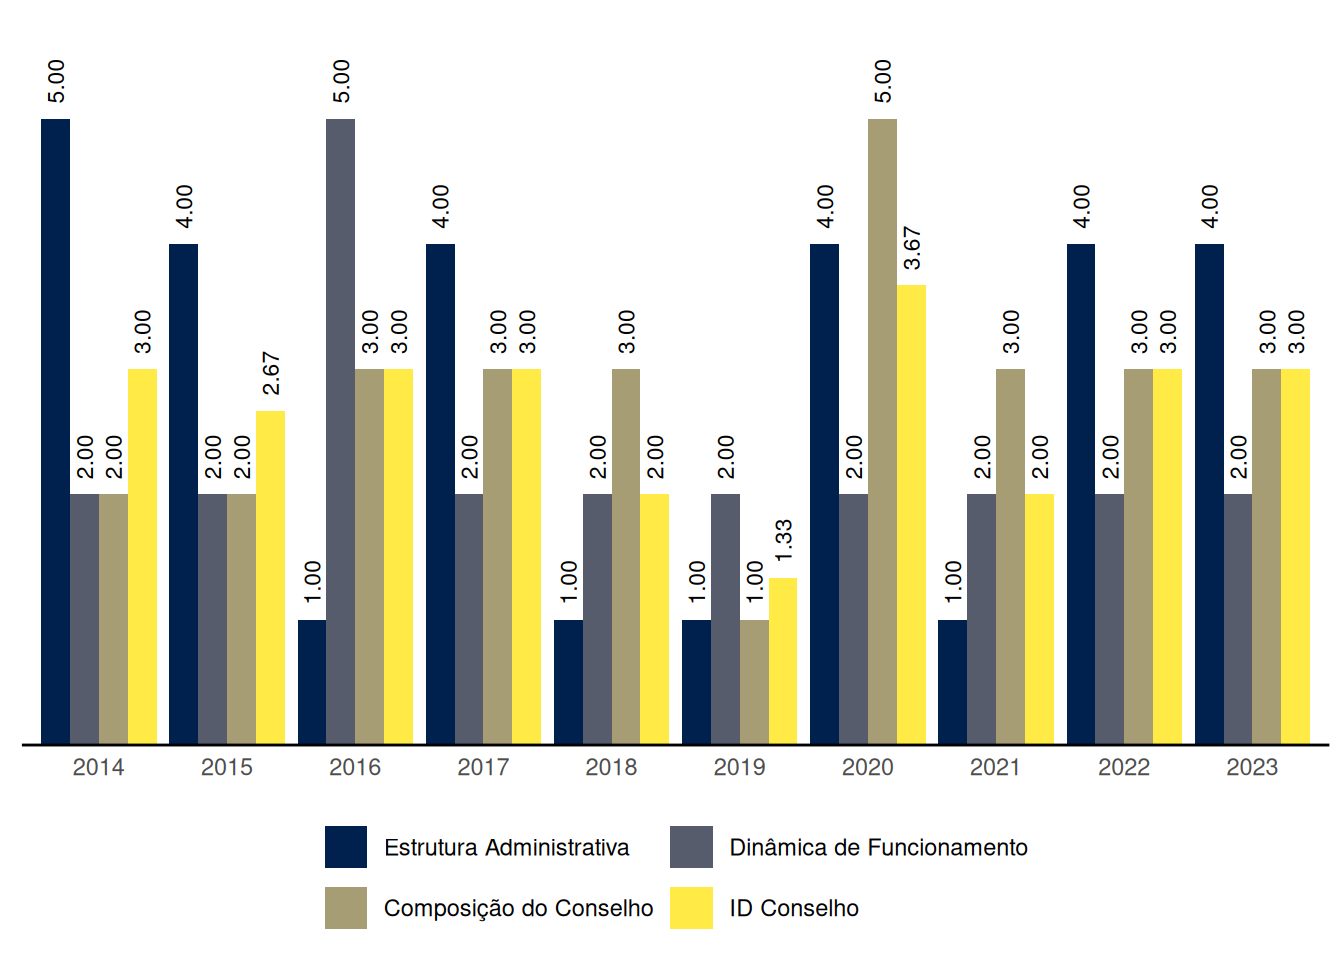 5.00 2.00 2.00 3.00 4.00 2.00 2.00 2.67 1.00 5.00 3.00 3.00 4.00 2.00 3.00 3.00 1.00 2.00 3.00 2.00 1.00 2.00 1.00 1.33 4.00 2.00 5.00 3.67 1.00 2.00 3.00 2.00 4.00 2.00 3.00 3.00 4.00 2.00 3.00 3.00
2014 2015 2016 2017 2018 2019 2020 2021 2022 2023
Estrutura Administrativa Dinâmica de Funcionamento
Composição do Conselho ID Conselho